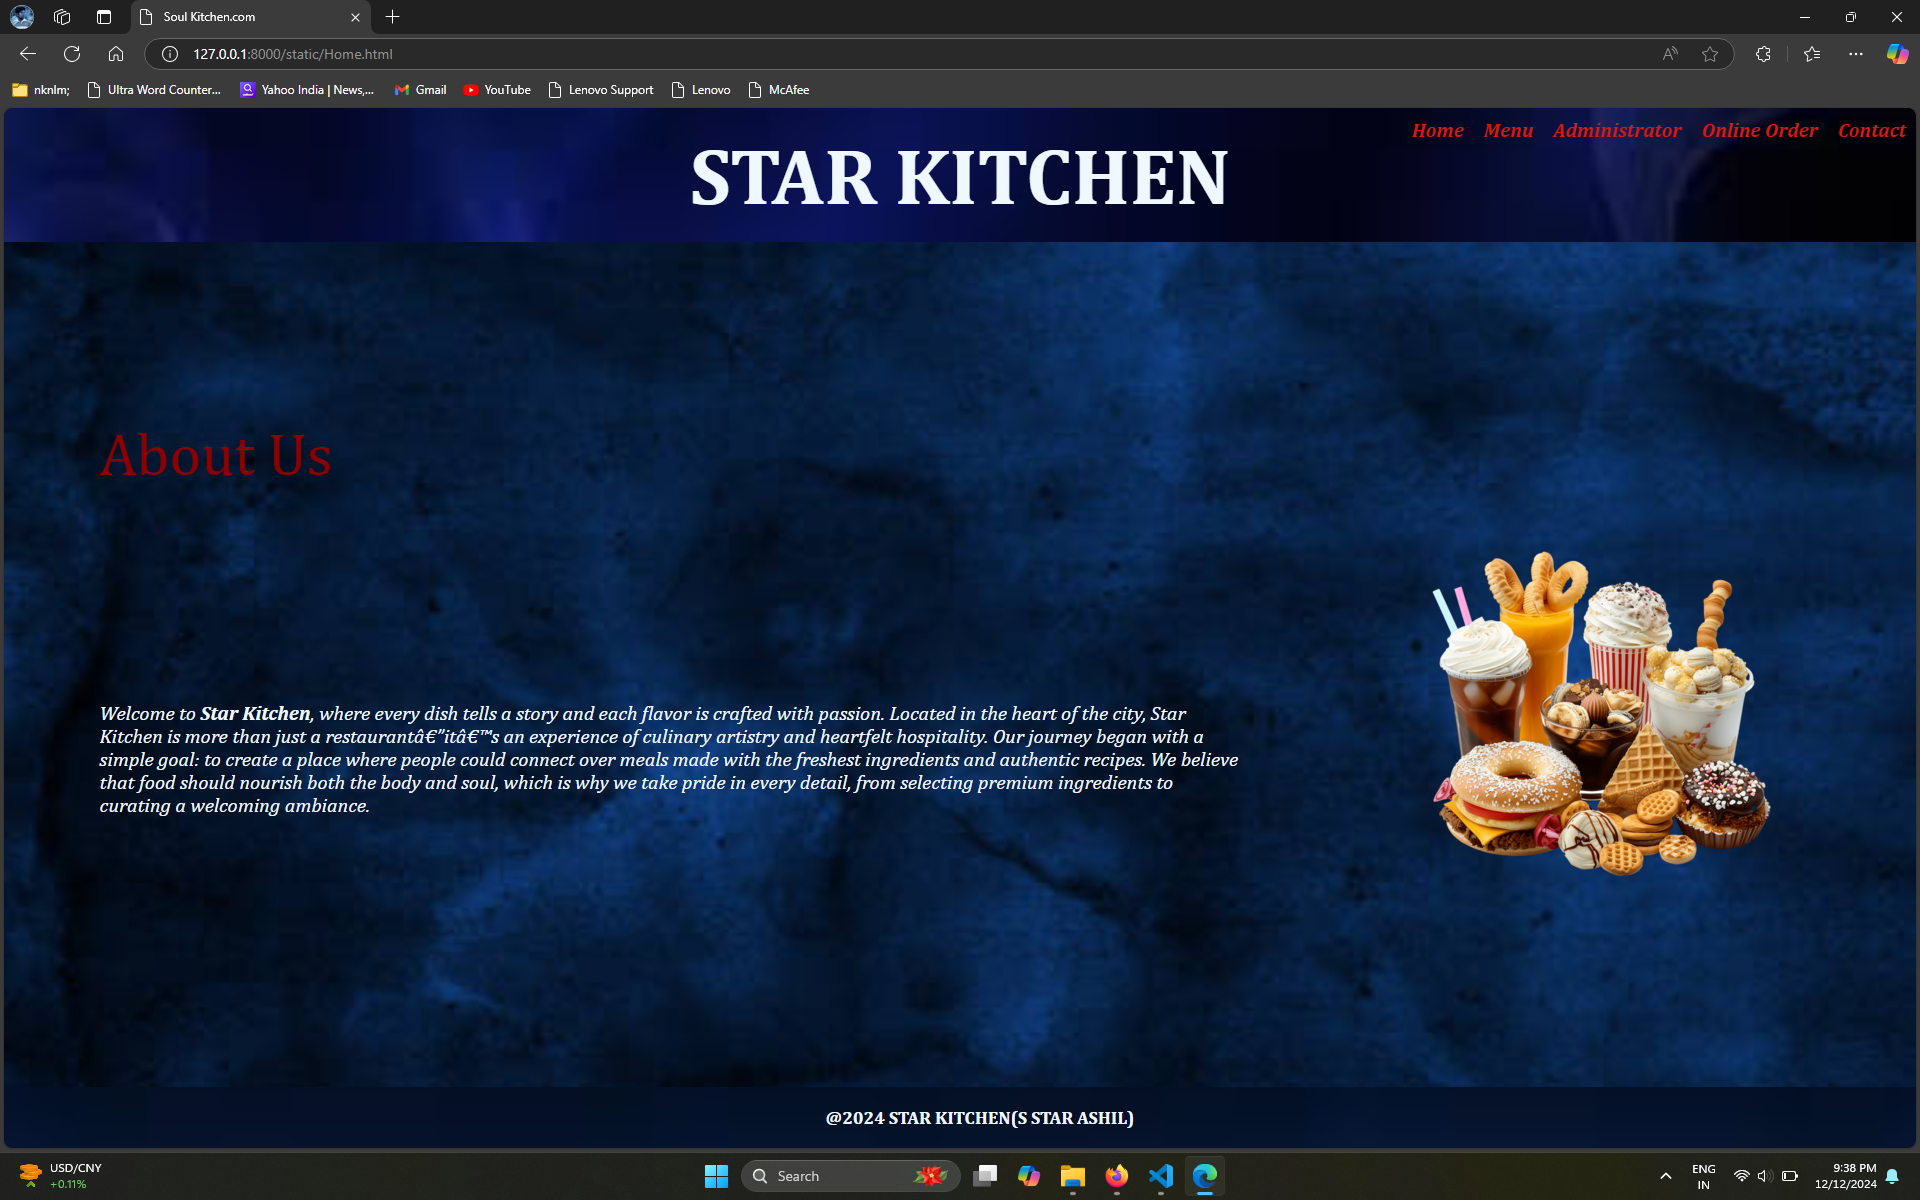 Soul Kitchen.com
127.0.0.1:8000/static/Home.html
nknlm; Ultra Word Counter... Yahoo India | News,... Gmail YouTube Lenovo Support Lenovo McAfee
Home Menu Administrator Online Order Contact
STAR KITCHEN
About Us
Welcome to Star Kitchen, where every dish tells a story and each flavor is crafted with passion. Located in the heart of the city, Star
Kitchen is more than just a restaurantâ€”itâ€™s an experience of culinary artistry and heartfelt hospitality. Our journey began with a
simple goal: to create a place where people could connect over meals made with the freshest ingredients and authentic recipes. We believe
that food should nourish both the body and soul, which is why we take pride in every detail, from selecting premium ingredients to
curating a welcoming ambiance.
@2024 STAR KITCHEN(S STAR ASHIL)
USD/CNY
+0.11%
Search
ENG
IN
9:38 PM
12/12/2024